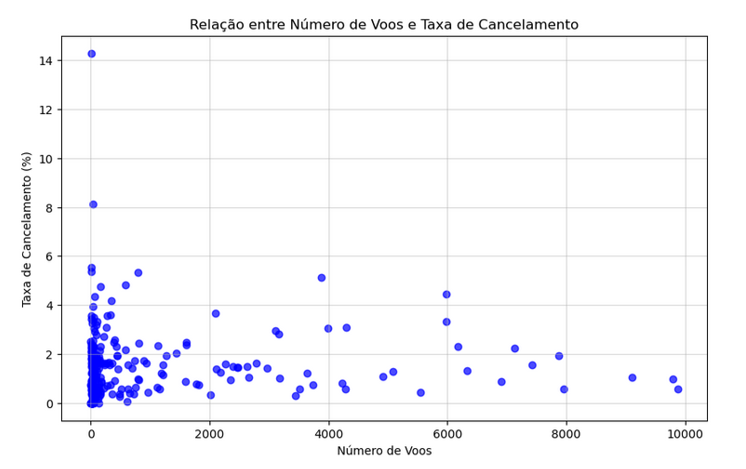 Relação entre Número de Voos e Taxa de Cancelamento
Taxa de Cancelamento (%)
14
12
10
8
6
4
2
0
0 2000 4000 6000 8000 10000
Número de Voos